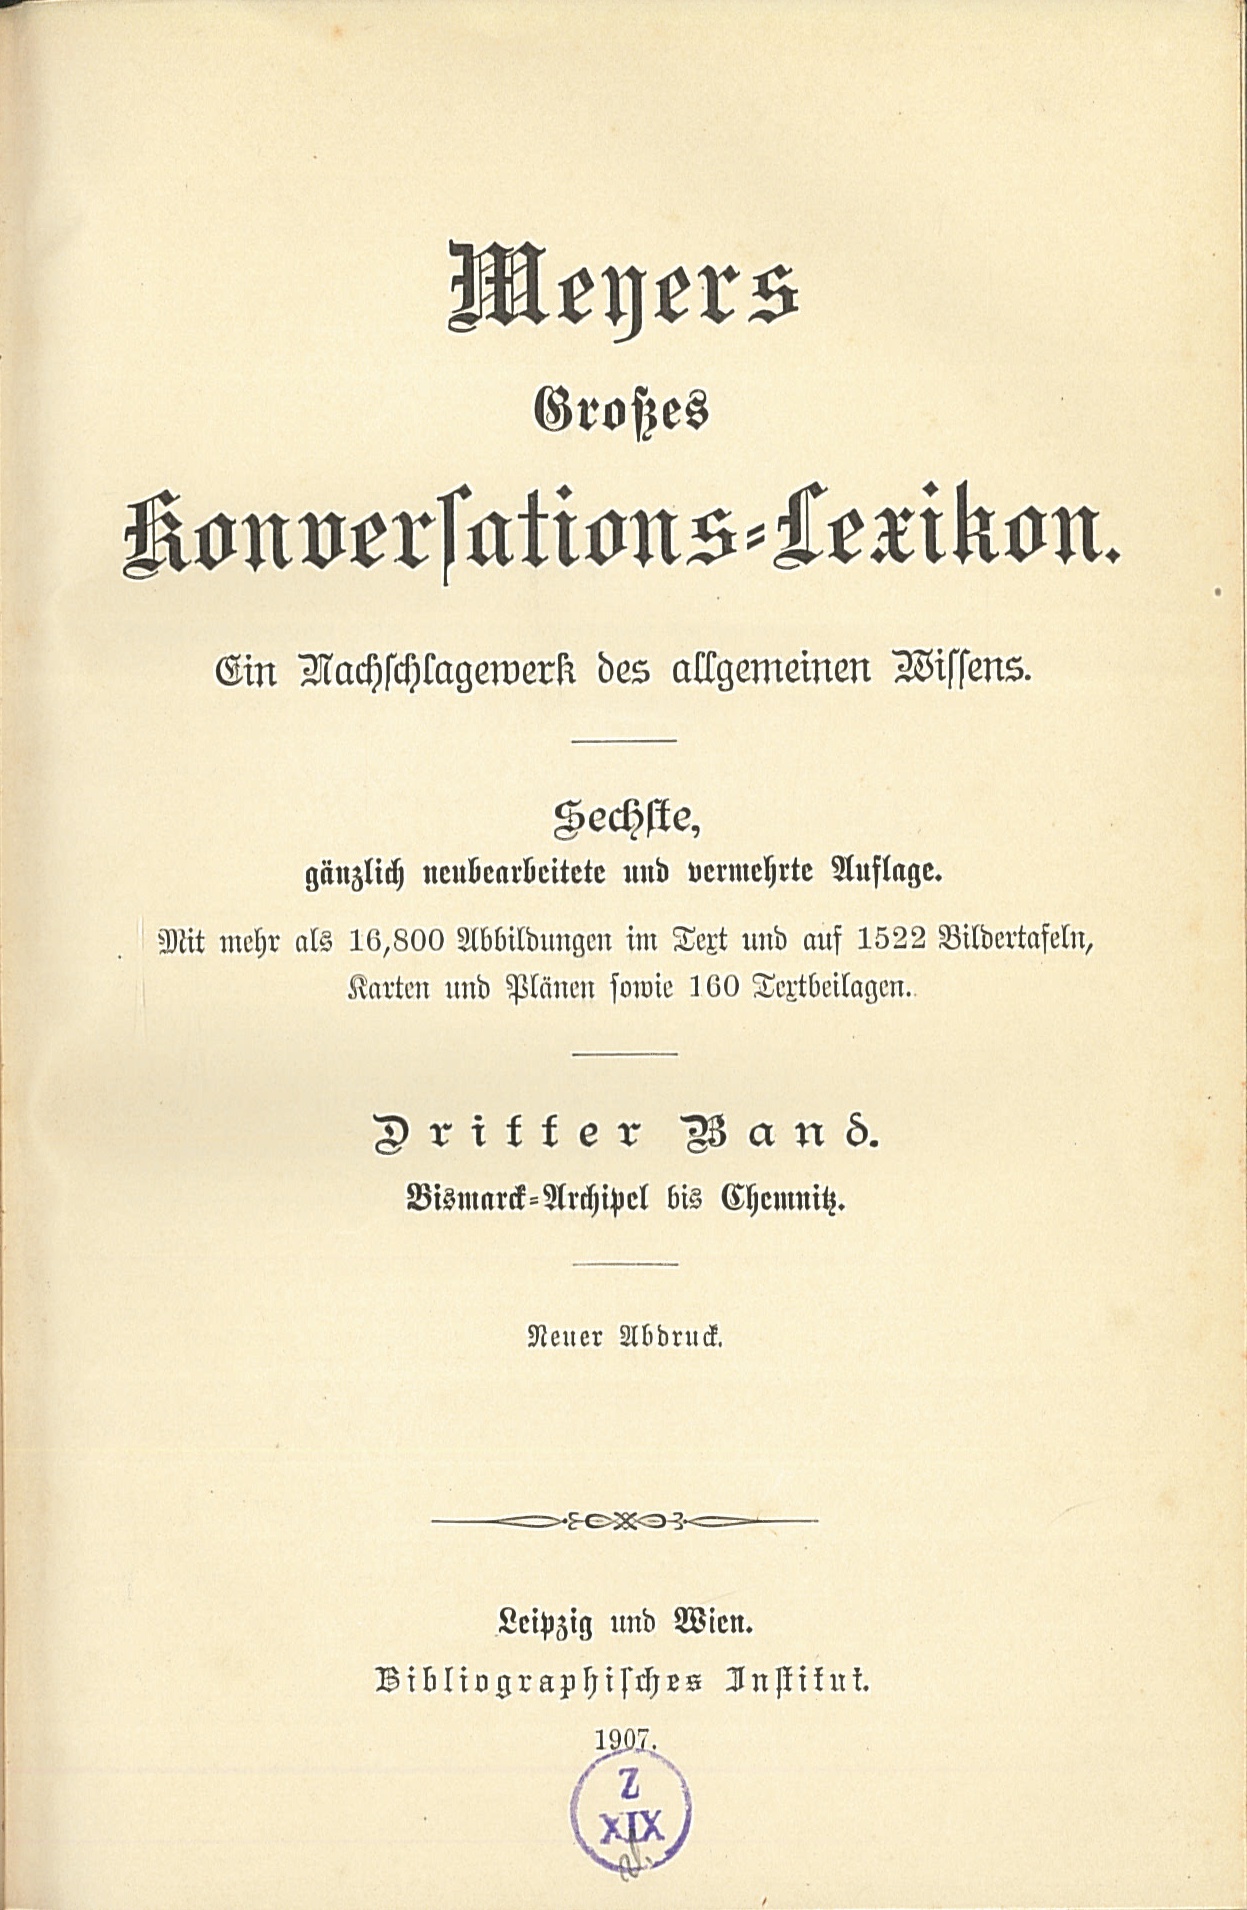 Meyers
Großes
Konverſations-Lexikon.
Ein Nachſchlagewerk des allgemeinen Wiſſens.
Sechſte,
gänzlich neubearbeitete und vermehrte Auflage.
Mit mehr als 16,800 Abbildungen im Text und auf 1522 Bildertafeln,
Karten und Plänen ſowie 160 Textbeilagen.
Dritter Band.
Bismarck-Archipel bis Chemnitz.
Neuer Abdruck.
Leipzig und Wien.
Bibliographiſches Inſtitut.
1907.
Z
XIX